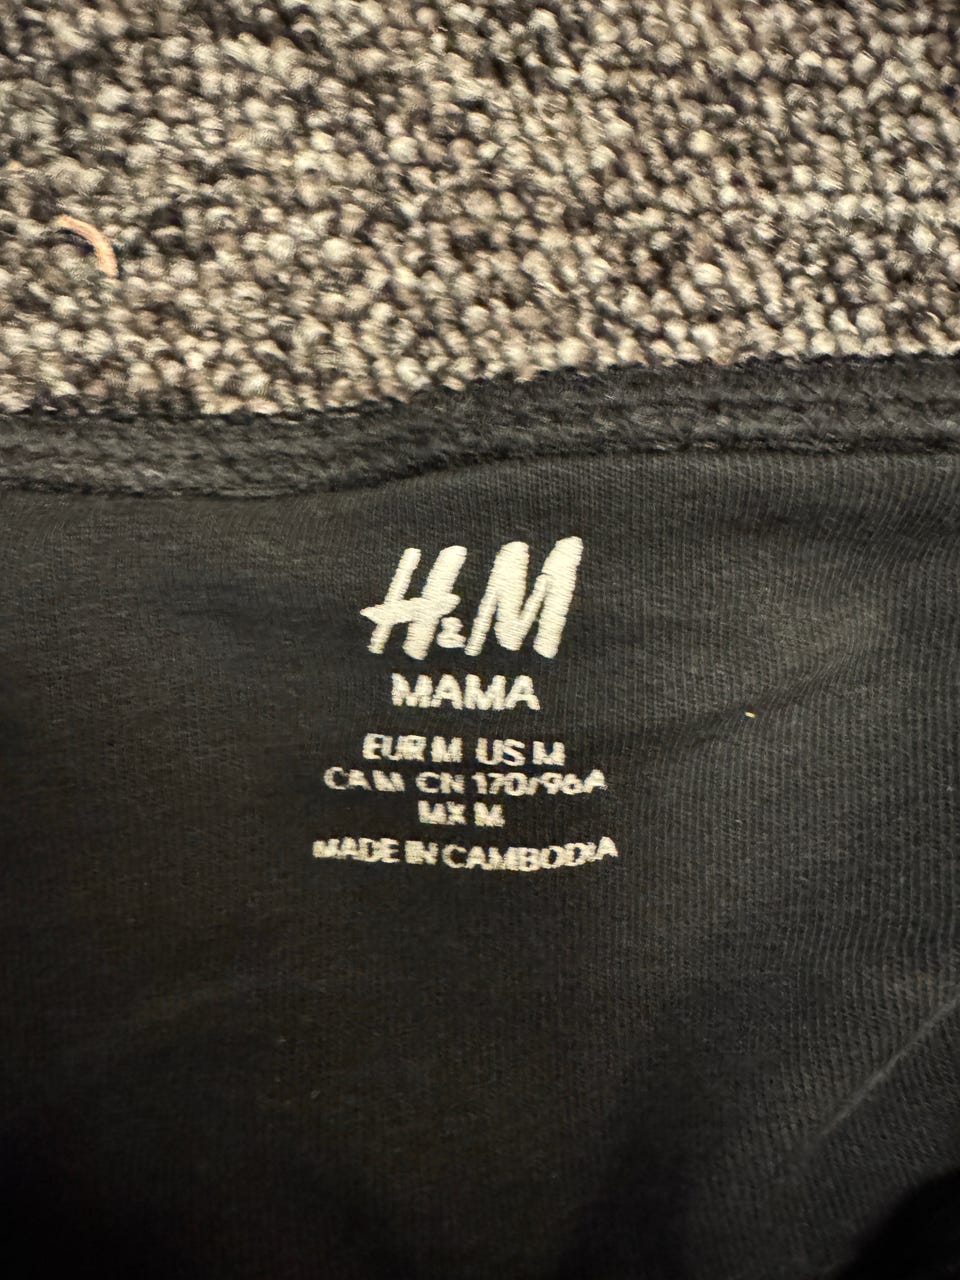 H&M
MAMA
EUR M US M
CA M CN 170/96A
MX M
MADE IN CAMBODIA